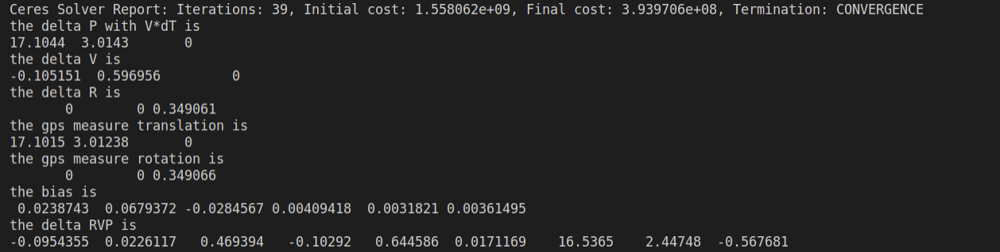 Ceres Solver Report: Iterations: 39, Initial cost: 1.558062e+09, Final cost: 3.939706e+08, Termination: CONVERGENCE
the delta P with V*dT is
17.1044  3.0143       0
the delta V is
-0.105151  0.596956         0
the delta R is
       0        0 0.349061
the gps measure translation is
17.1015 3.01238       0
the gps measure rotation is
       0        0 0.349066
the bias is
 0.0238743  0.0679372 -0.0284567 0.00409418  0.0031821 0.00361495
the delta RVP is
-0.0954355  0.0226117   0.469394   -0.10292   0.644586  0.0171169    16.5365    2.44748  -0.567681